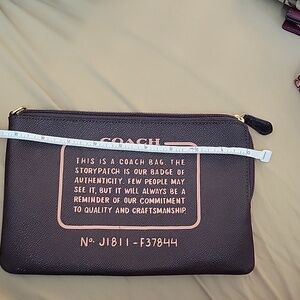 COACH
THIS IS A COACH BAG. THE
STORYPATCH IS OUR BADGE OF
AUTHENTICITY. FEW PEOPLE MAY
SEE IT, BUT IT WILL ALWAYS BE A
REMINDER OF OUR COMMITMENT
TO QUALITY AND CRAFTSMANSHIP.
Nº. J1811-F37844